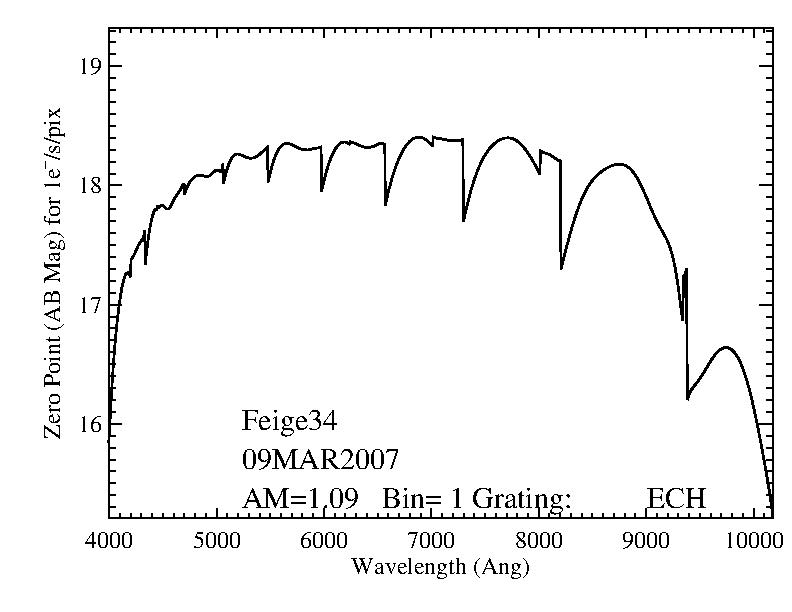 19
18
17
16
Zero Point (AB Mag) for 1e⁻/s/pix
Feige34
09MAR2007
AM=1.09 Bin= 1 Grating: ECH
4000 5000 6000 7000 8000 9000 10000
Wavelength (Ang)